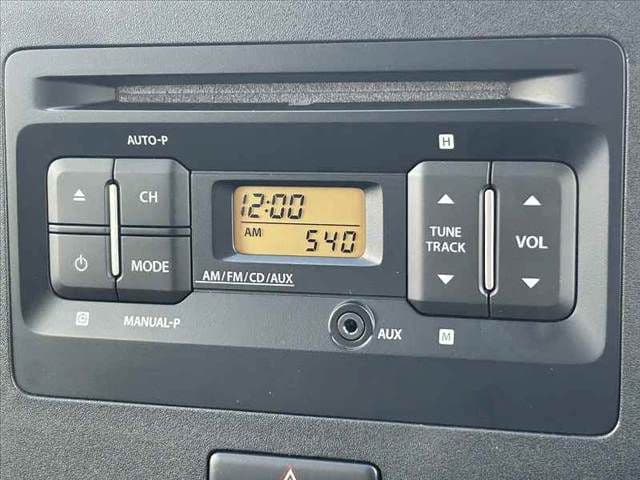 AUTO-P
H
CH
12:00
TUNE
TRACK
VOL
AM 540
MODE
AM/FM/CD/AUX
C
MANUAL-P
AUX
M